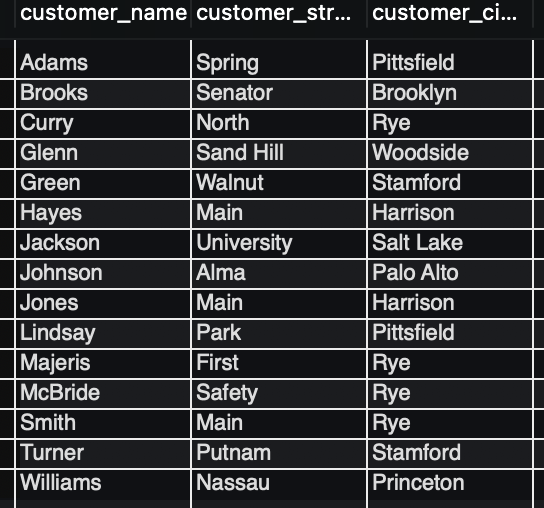 customer_name customer_str... customer_ci...
Adams Spring Pittsfield
Brooks Senator Brooklyn
Curry North Rye
Glenn Sand Hill Woodside
Green Walnut Stamford
Hayes Main Harrison
Jackson University Salt Lake
Johnson Alma Palo Alto
Jones Main Harrison
Lindsay Park Pittsfield
Majeris First Rye
McBride Safety Rye
Smith Main Rye
Turner Putnam Stamford
Williams Nassau Princeton